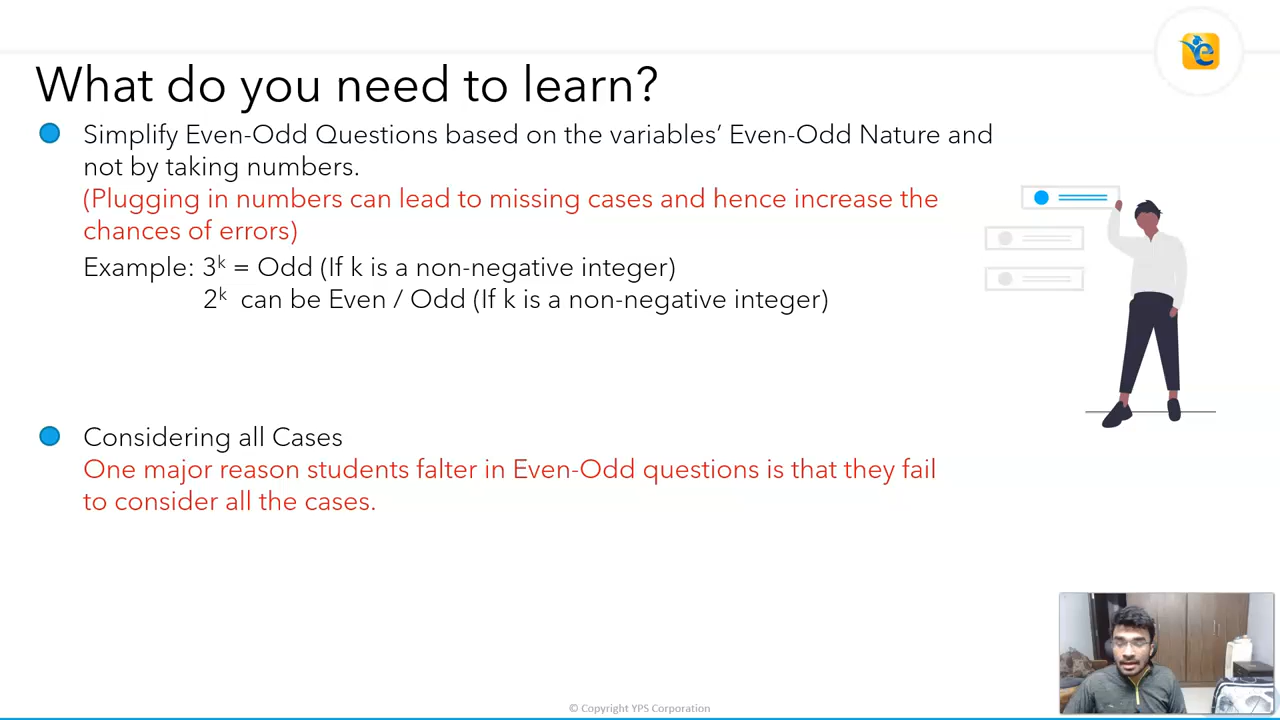 What do you need to learn?
Simplify Even-Odd Questions based on the variables’ Even-Odd Nature and
not by taking numbers.
(Plugging in numbers can lead to missing cases and hence increase the
chances of errors)
Example: 3ᵏ = Odd (If k is a non-negative integer)
2ᵏ can be Even / Odd (If k is a non-negative integer)
Considering all Cases
One major reason students falter in Even-Odd questions is that they fail
to consider all the cases.
© Copyright YPS Corporation